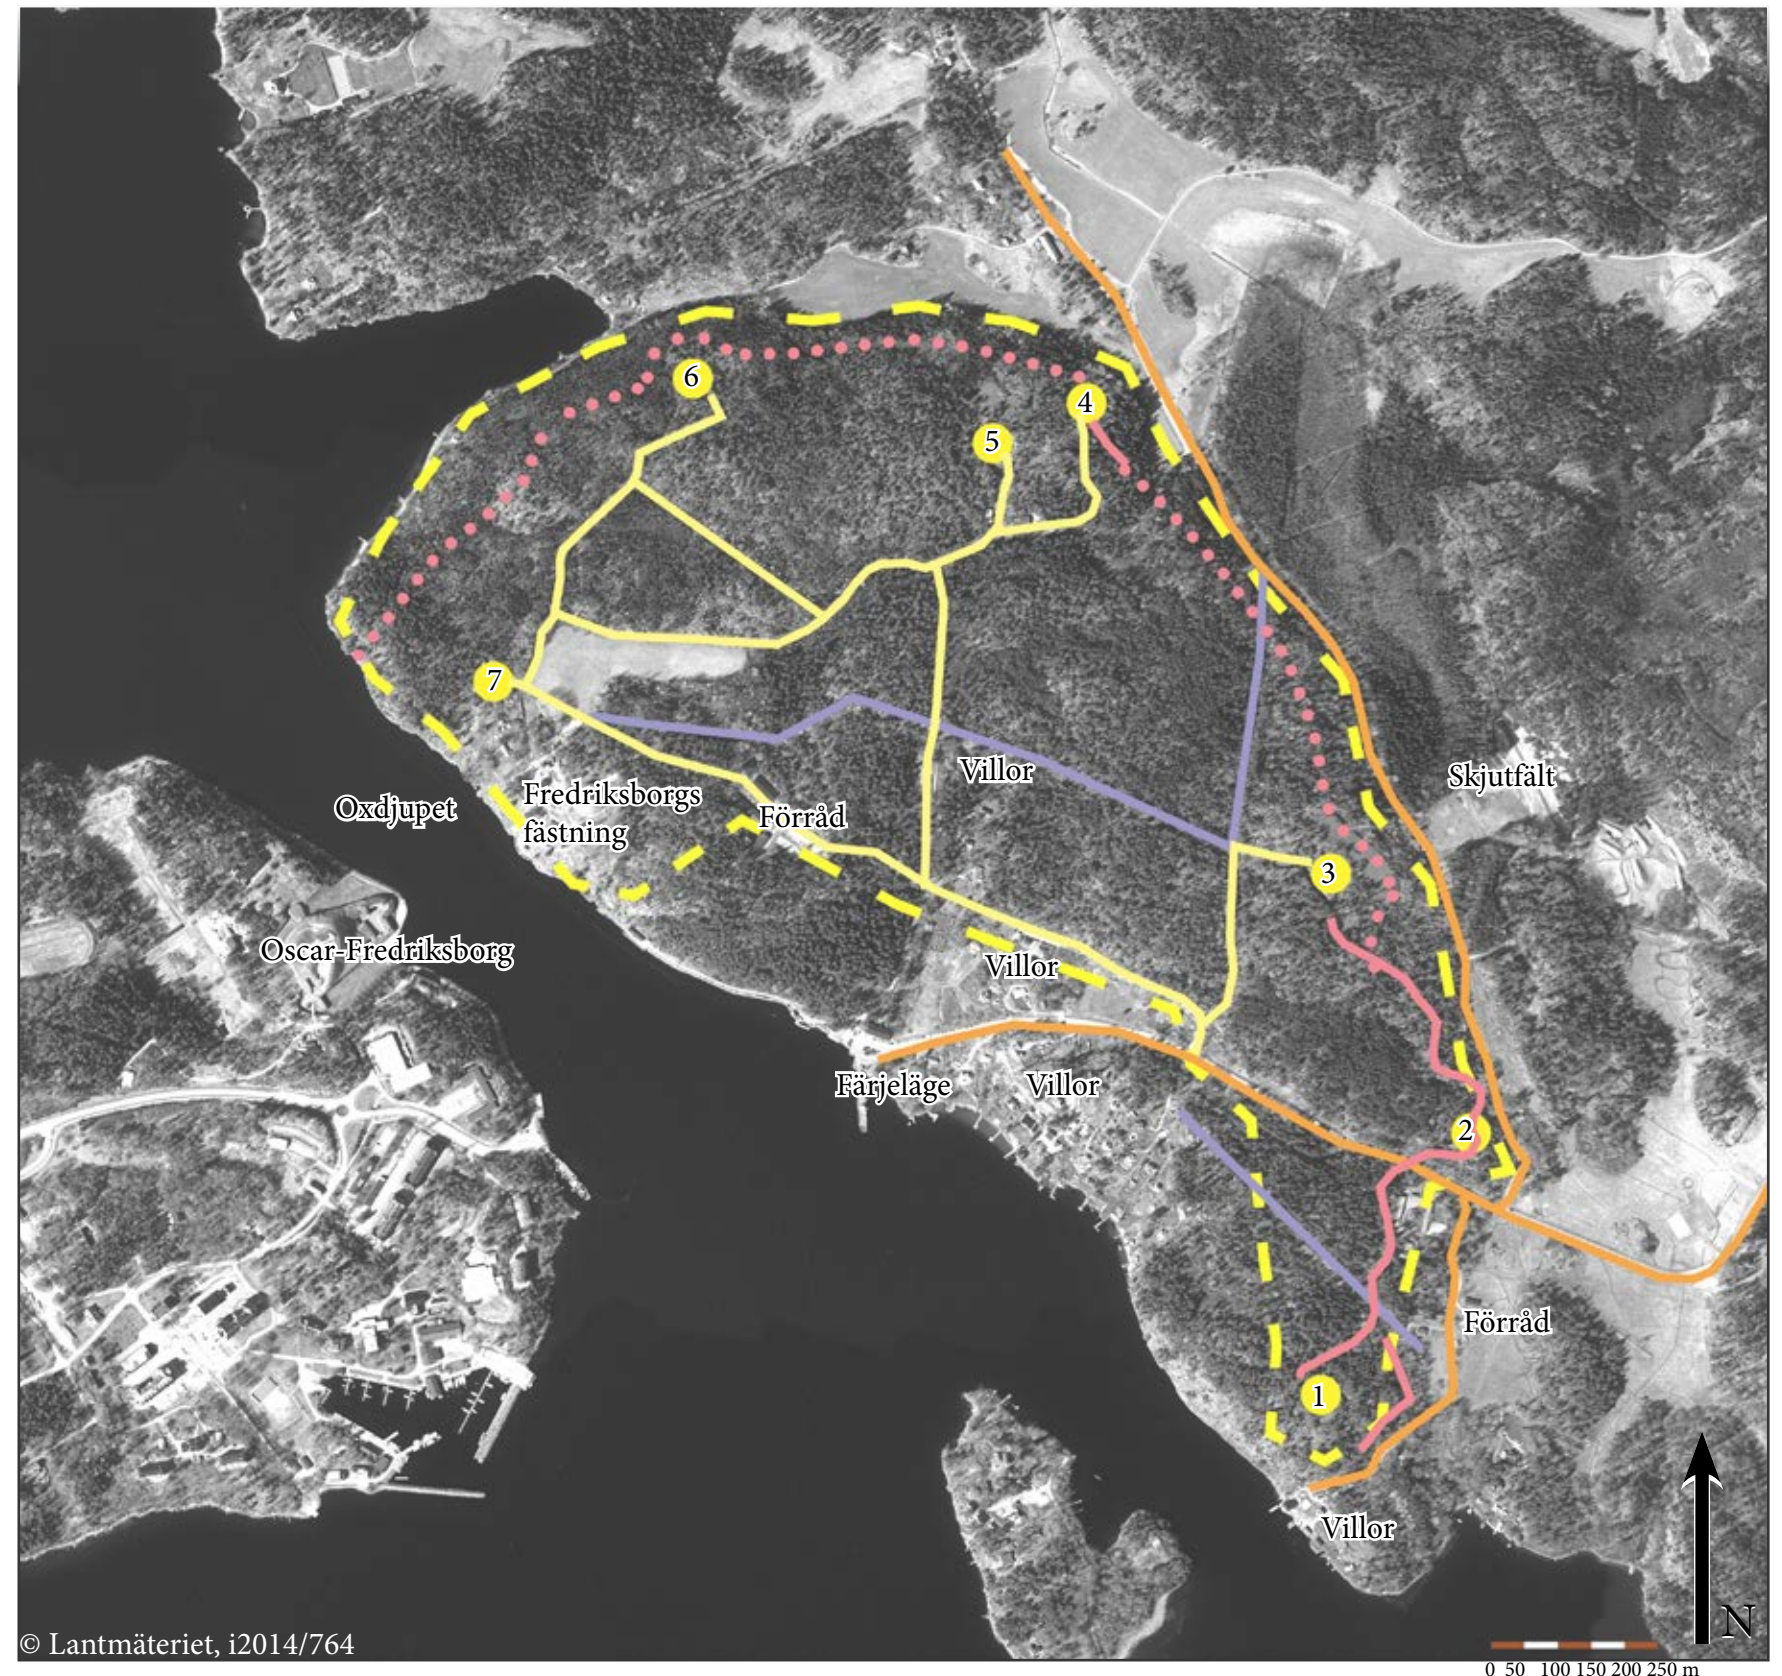 6
4
5
7
Villor
Skjutfält
Oxdjupet
Fredriksborgs
fästning
Förråd
3
Oscar-Fredriksborg
Villor
Färjeläge
Villor
2
Förråd
1
Villor
N
© Lantmäteriet, i2014/764
0 50 100 150 200 250 m